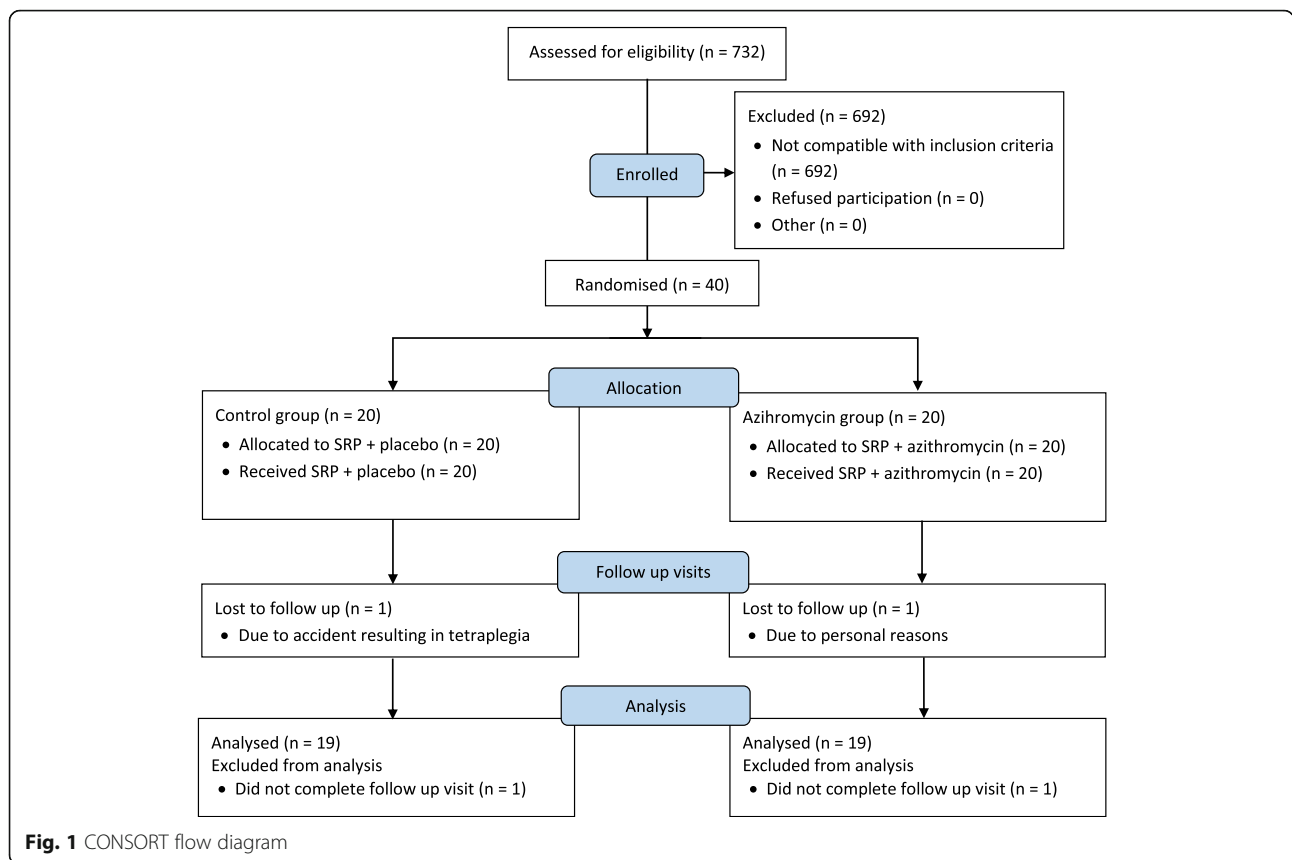 Assessed for eligibility (n = 732)
Excluded (n = 692)
• Not compatible with inclusion criteria
(n = 692)
• Refused participation (n = 0)
• Other (n = 0)
Enrolled
Randomised (n = 40)
Allocation
Control group (n = 20)
• Allocated to SRP + placebo (n = 20)
• Received SRP + placebo (n = 20)
Azihromycin group (n = 20)
• Allocated to SRP + azithromycin (n = 20)
• Received SRP + azithromycin (n = 20)
Follow up visits
Lost to follow up (n = 1)
• Due to accident resulting in tetraplegia
Lost to follow up (n = 1)
• Due to personal reasons
Analysis
Analysed (n = 19)
Excluded from analysis
• Did not complete follow up visit (n = 1)
Analysed (n = 19)
Excluded from analysis
• Did not complete follow up visit (n = 1)
Fig. 1 CONSORT flow diagram